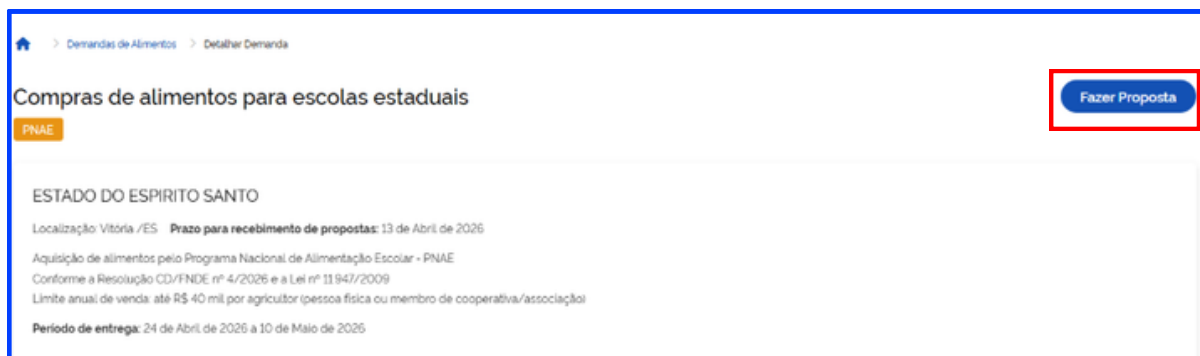 Demandas de Alimentos > Detalhar Demanda
Compras de alimentos para escolas estaduais
Fazer Proposta
PNAE
ESTADO DO ESPIRITO SANTO
Localização: Vitória /ES Prazo para recebimento de propostas: 13 de Abril de 2026
Aquisição de alimentos pelo Programa Nacional de Alimentação Escolar - PNAE
Conforme a Resolução CD/FNDE nº 4/2026 e a Lei nº 11.947/2009
Limite anual de venda: até R$ 40 mil por agricultor (pessoa física ou membro de cooperativa/associação)
Período de entrega: 24 de Abril de 2026 a 10 de Maio de 2026